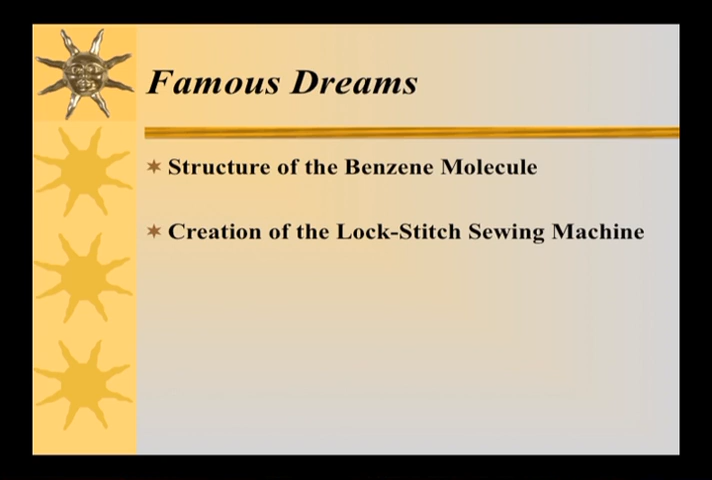 Famous Dreams
Structure of the Benzene Molecule
Creation of the Lock-Stitch Sewing Machine